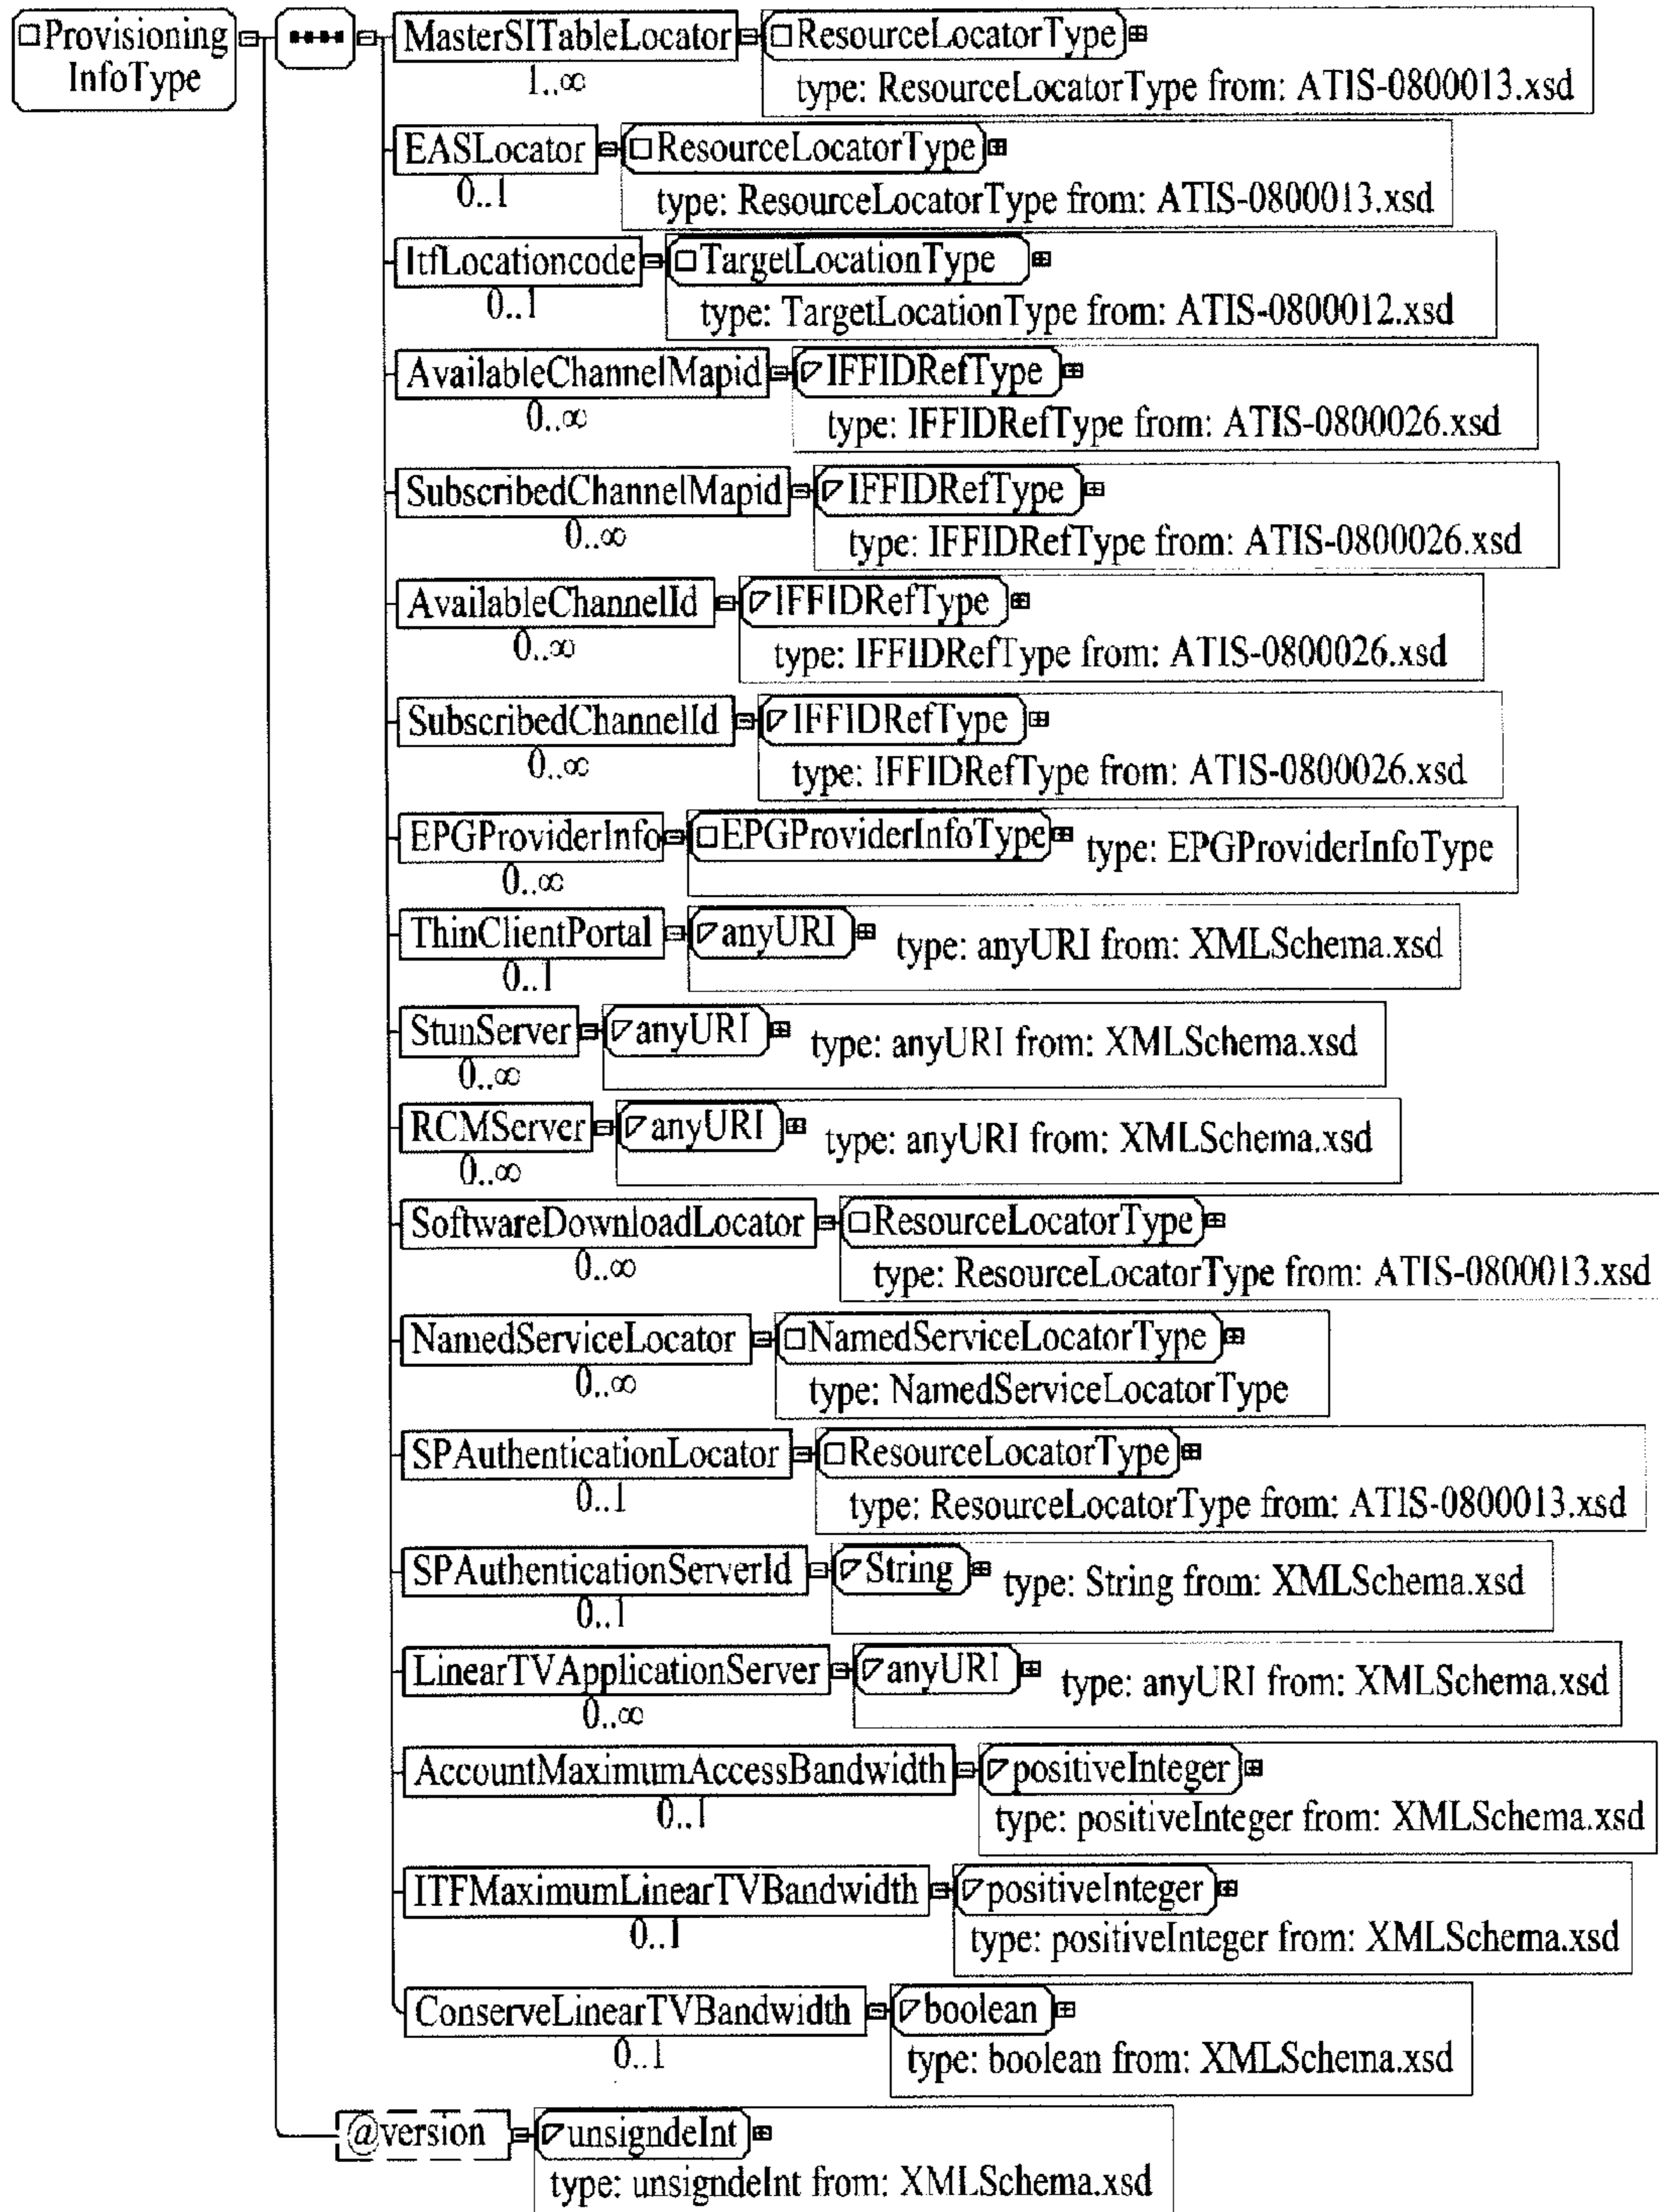 Provisioning
InfoType
MasterSITableLocator
ResourceLocatorType
1..∞
type: ResourceLocatorType from: ATIS-0800013.xsd
EASLocator
ResourceLocatorType
0..1
type: ResourceLocatorType from: ATIS-0800013.xsd
ItfLocationcode
TargetLocationType
0..1
type: TargetLocationType from: ATIS-0800012.xsd
AvailableChannelMapid
IFFIDRefType
0..∞
type: IFFIDRefType from: ATIS-0800026.xsd
SubscribedChannelMapid
IFFIDRefType
0..∞
type: IFFIDRefType from: ATIS-0800026.xsd
AvailableChannelId
IFFIDRefType
0..∞
type: IFFIDRefType from: ATIS-0800026.xsd
SubscribedChannelId
IFFIDRefType
0..∞
type: IFFIDRefType from: ATIS-0800026.xsd
EPGProviderInfo
EPGProviderInfoType
type: EPGProviderInfoType
0..∞
ThinClientPortal
anyURI
type: anyURI from: XMLSchema.xsd
0..1
StunServer
anyURI
type: anyURI from: XMLSchema.xsd
0..∞
RCMServer
anyURI
type: anyURI from: XMLSchema.xsd
0..∞
SoftwareDownloadLocator
ResourceLocatorType
0..∞
type: ResourceLocatorType from: ATIS-0800013.xsd
NamedServiceLocator
NamedServiceLocatorType
0..∞
type: NamedServiceLocatorType
SPAuthenticationLocator
ResourceLocatorType
0..1
type: ResourceLocatorType from: ATIS-0800013.xsd
SPAuthenticationServerId
String
type: String from: XMLSchema.xsd
0..1
LinearTVApplicationServer
anyURI
type: anyURI from: XMLSchema.xsd
0..∞
AccountMaximumAccessBandwidth
positiveInteger
0..1
type: positiveInteger from: XMLSchema.xsd
ITFMaximumLinearTVBandwidth
positiveInteger
0..1
type: positiveInteger from: XMLSchema.xsd
ConserveLinearTVBandwidth
boolean
0..1
type: boolean from: XMLSchema.xsd
@version
unsigndeInt
type: unsigndeInt from: XMLSchema.xsd